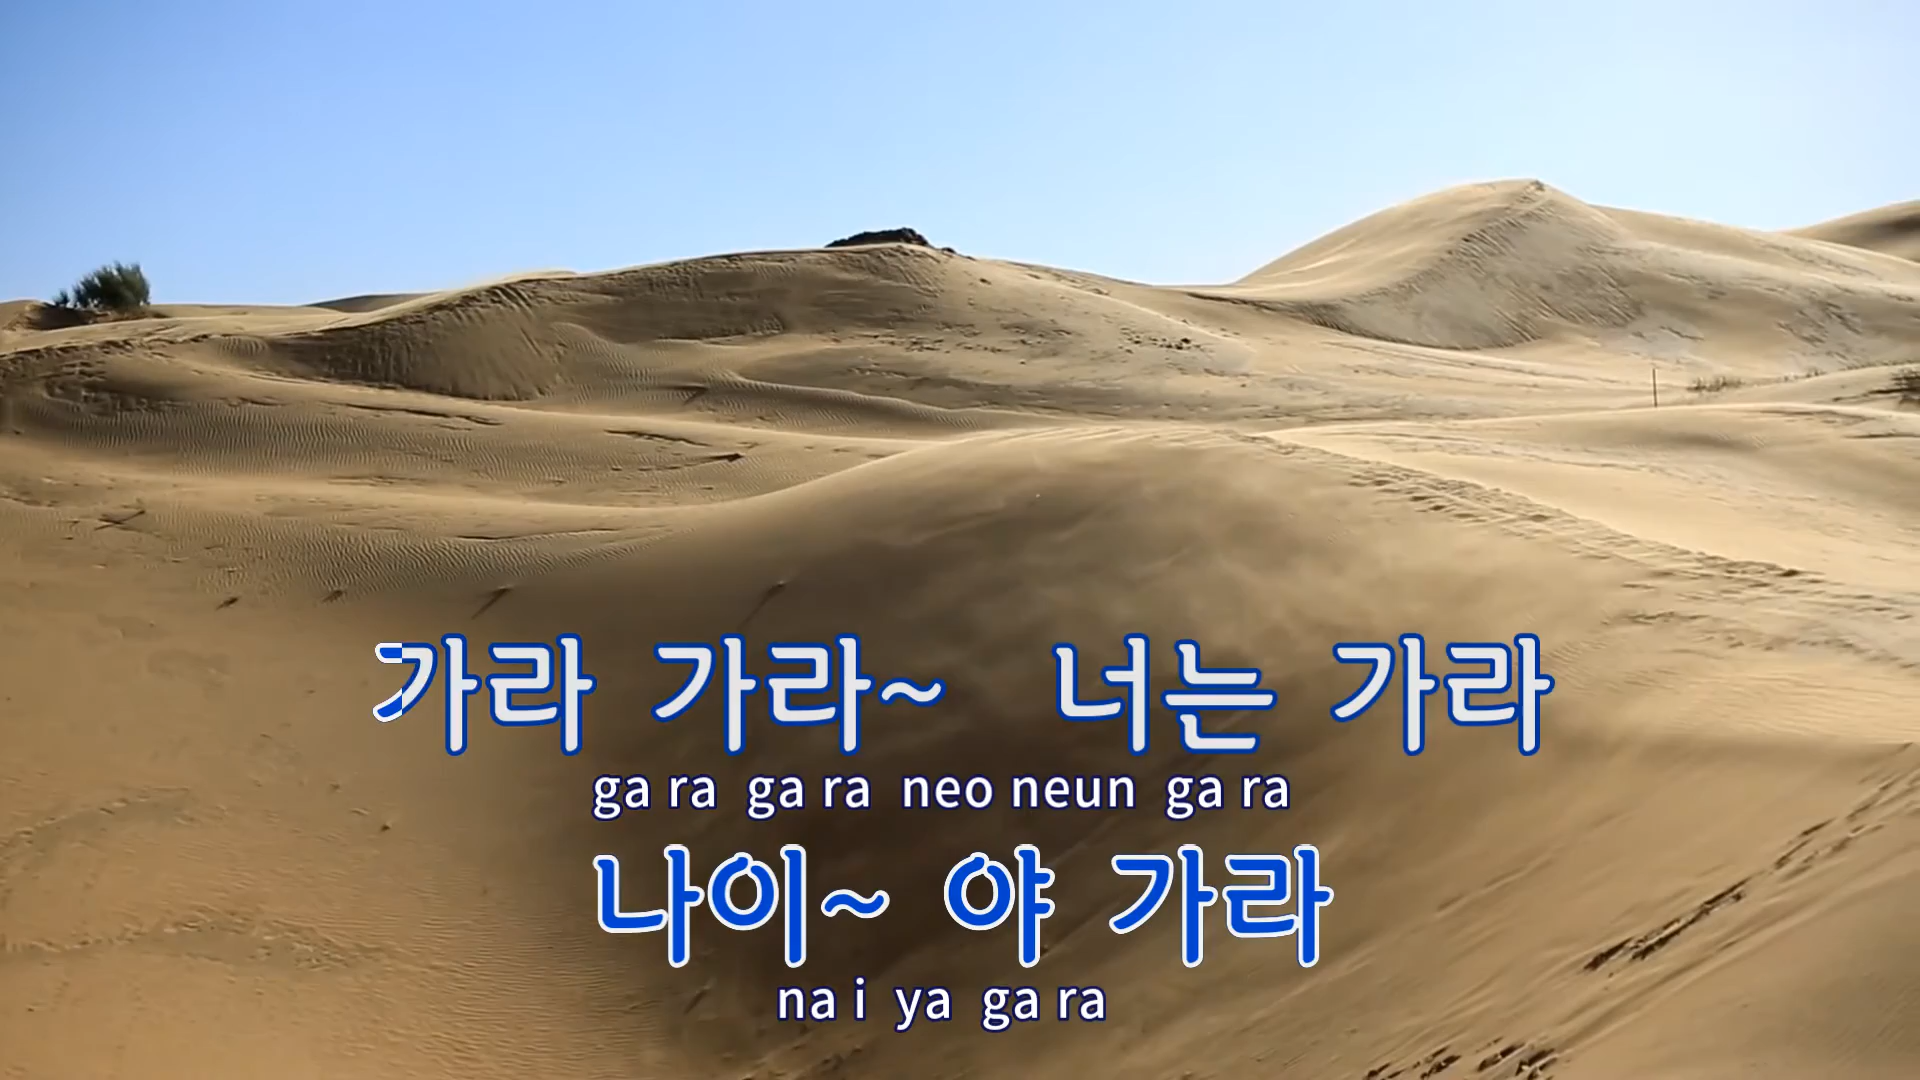 가라 가라~ 너는 가라
ga ra ga ra neo neun ga ra
나이~ 야 가라
na i ya ga ra